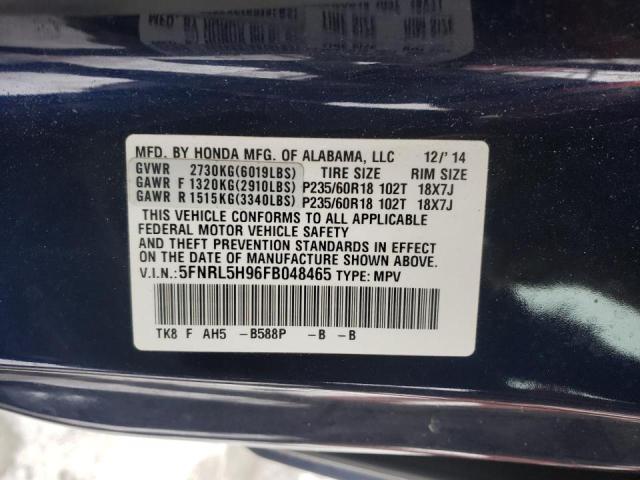 MFD. BY HONDA MFG. OF ALABAMA, LLC 12/'14
GVWR 2730KG(6019LBS) TIRE SIZE RIM SIZE
GAWR F 1320KG(2910LBS) P235/60R18 102T 18X7J
GAWR R 1515KG(3340LBS) P235/60R18 102T 18X7J
THIS VEHICLE CONFORMS TO ALL APPLICABLE
FEDERAL MOTOR VEHICLE SAFETY
AND THEFT PREVENTION STANDARDS IN EFFECT
ON THE DATE OF MANUFACTURE SHOWN ABOVE.
V.I.N.: 5FNRL5H96FB048465 TYPE: MPV
TK8 F AH5 -B588P -B -B